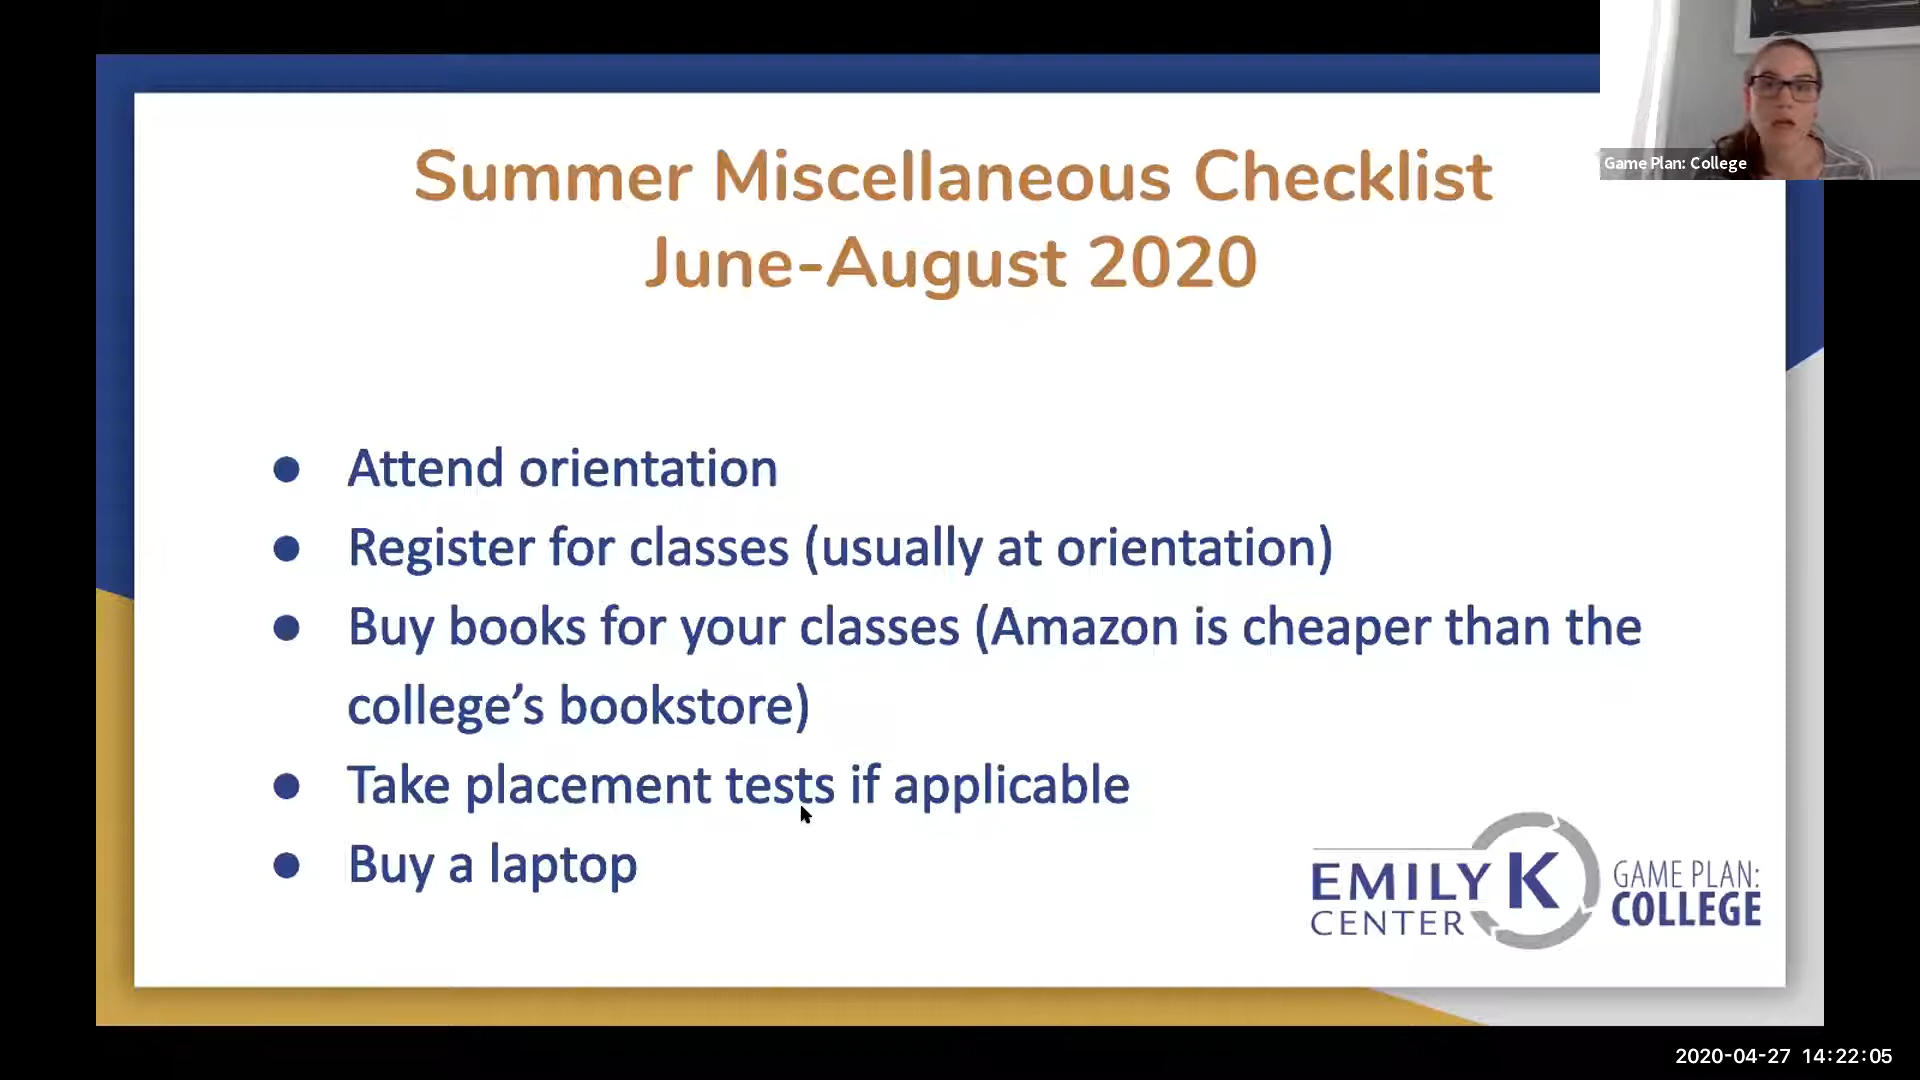 Summer Miscellaneous Checklist
June-August 2020
Game Plan: College
● Attend orientation
● Register for classes (usually at orientation)
● Buy books for your classes (Amazon is cheaper than the
college’s bookstore)
● Take placement tests if applicable
● Buy a laptop
EMILY K
CENTER
GAME PLAN:
COLLEGE
2020-04-27 14:22:05